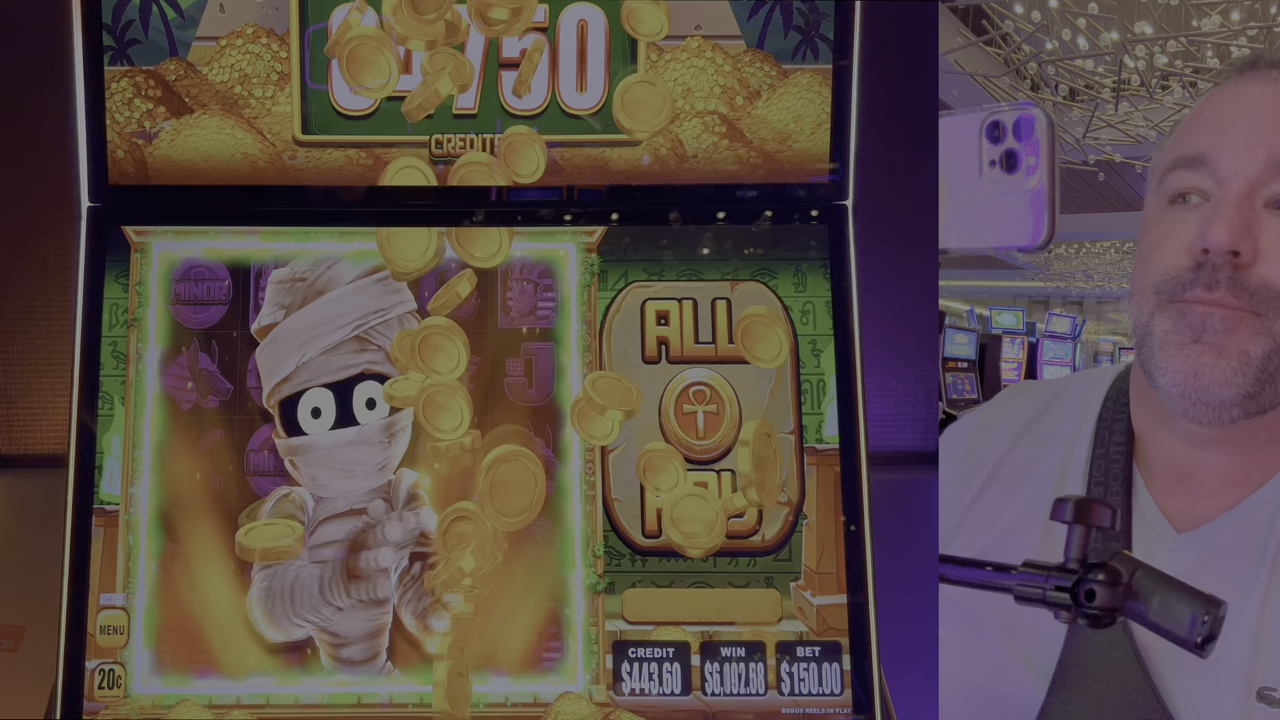 CREDITS
MINOR
J
ALL
PAY
MENU
20¢
CREDIT
$443.60
WIN
$6,002.68
BET
$150.00
BONUS REELS IN PLAY